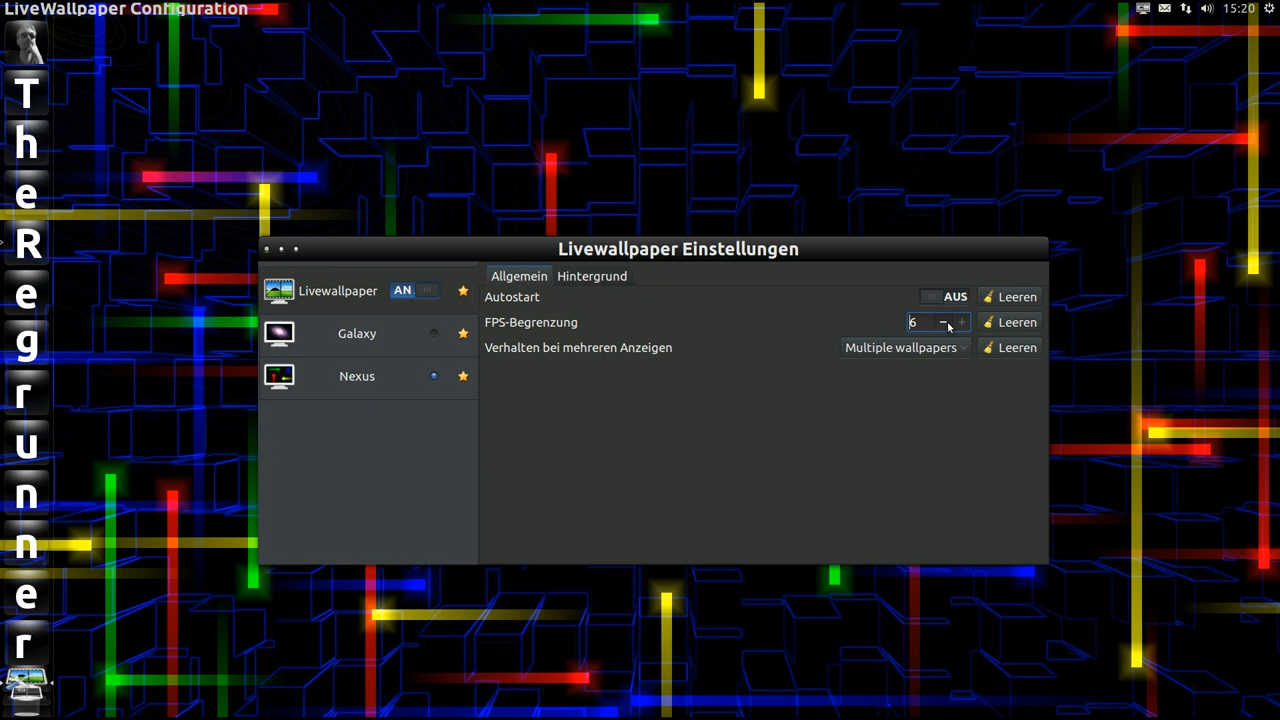 LiveWallpaper Configuration
15:20
T
h
e
R
e
g
r
u
n
n
e
r
Livewallpaper Einstellungen
Livewallpaper AN
Galaxy
Nexus
Allgemein Hintergrund
Autostart AUS Leeren
FPS-Begrenzung 6 Leeren
Verhalten bei mehreren Anzeigen Multiple wallpapers Leeren